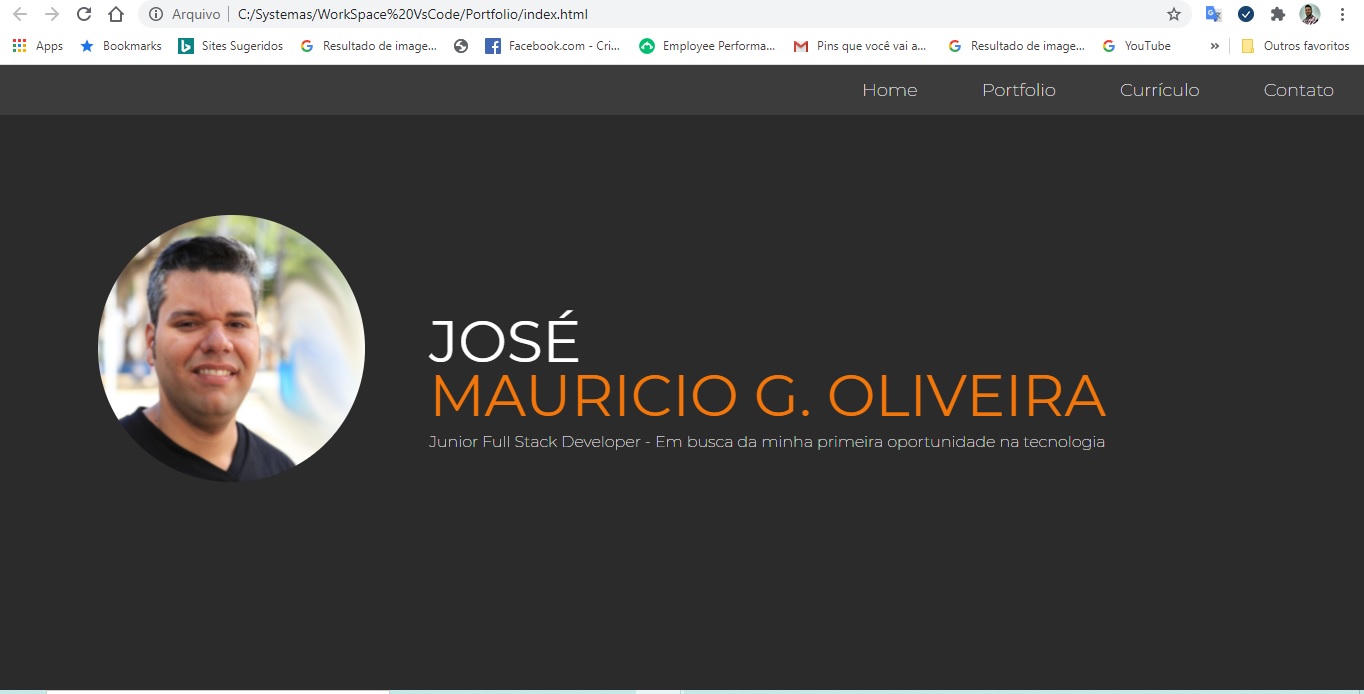 Arquivo C:/Systemas/WorkSpace%20VsCode/Portfolio/index.html
Apps Bookmarks Sites Sugeridos Resultado de image... Facebook.com - Cri... Employee Performa... Pins que você vai a... Resultado de image... YouTube » Outros favoritos
Home Portfolio Currículo Contato
JOSÉ
MAURICIO G. OLIVEIRA
Junior Full Stack Developer - Em busca da minha primeira oportunidade na tecnologia